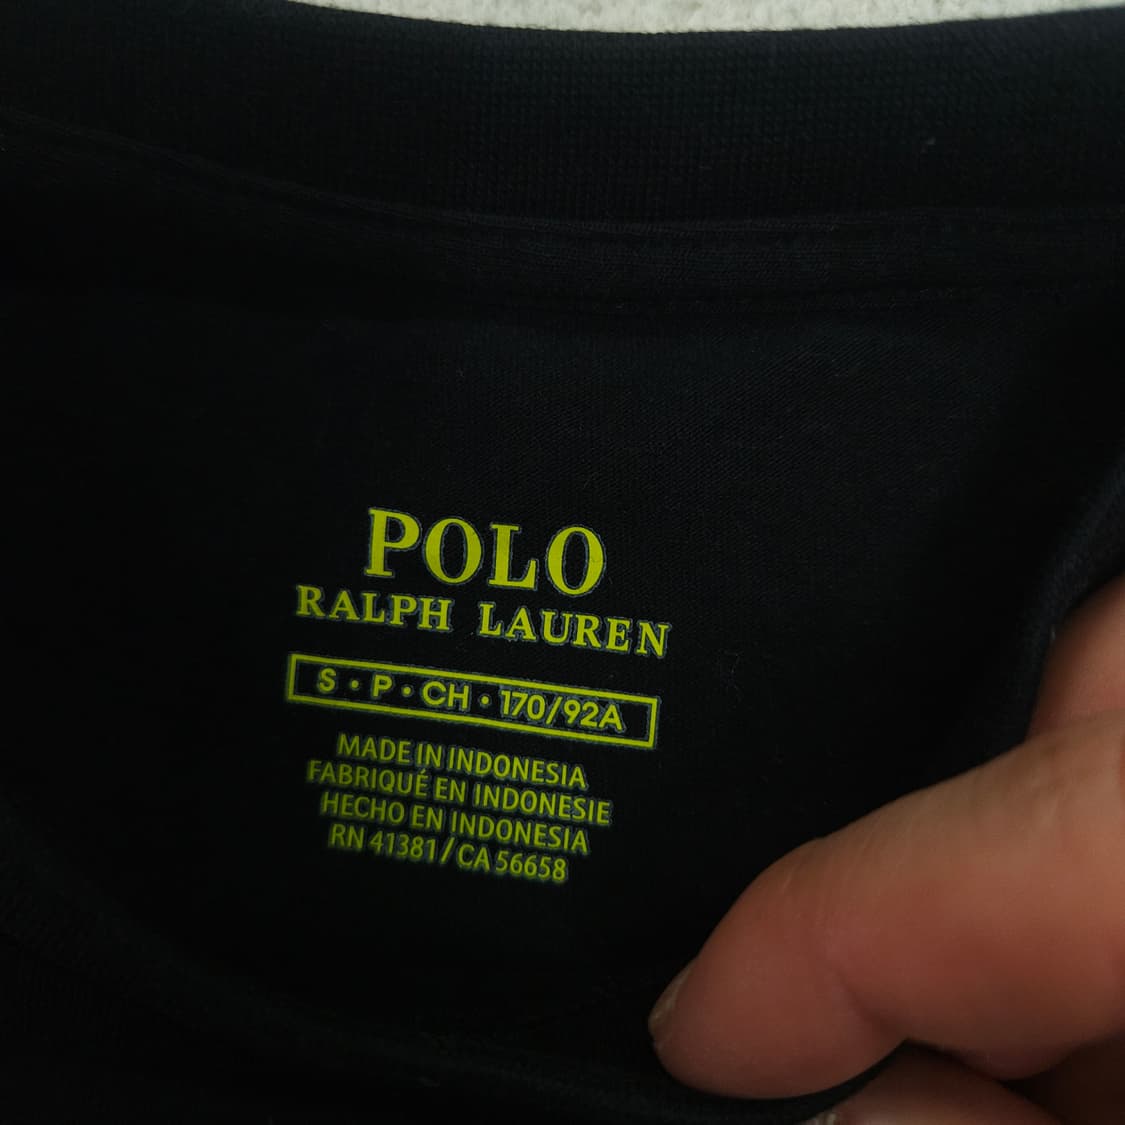 POLO
RALPH LAUREN
S • P • CH • 170/92A
MADE IN INDONESIA
FABRIQUÉ EN INDONESIE
HECHO EN INDONESIA
RN 41381 / CA 56658